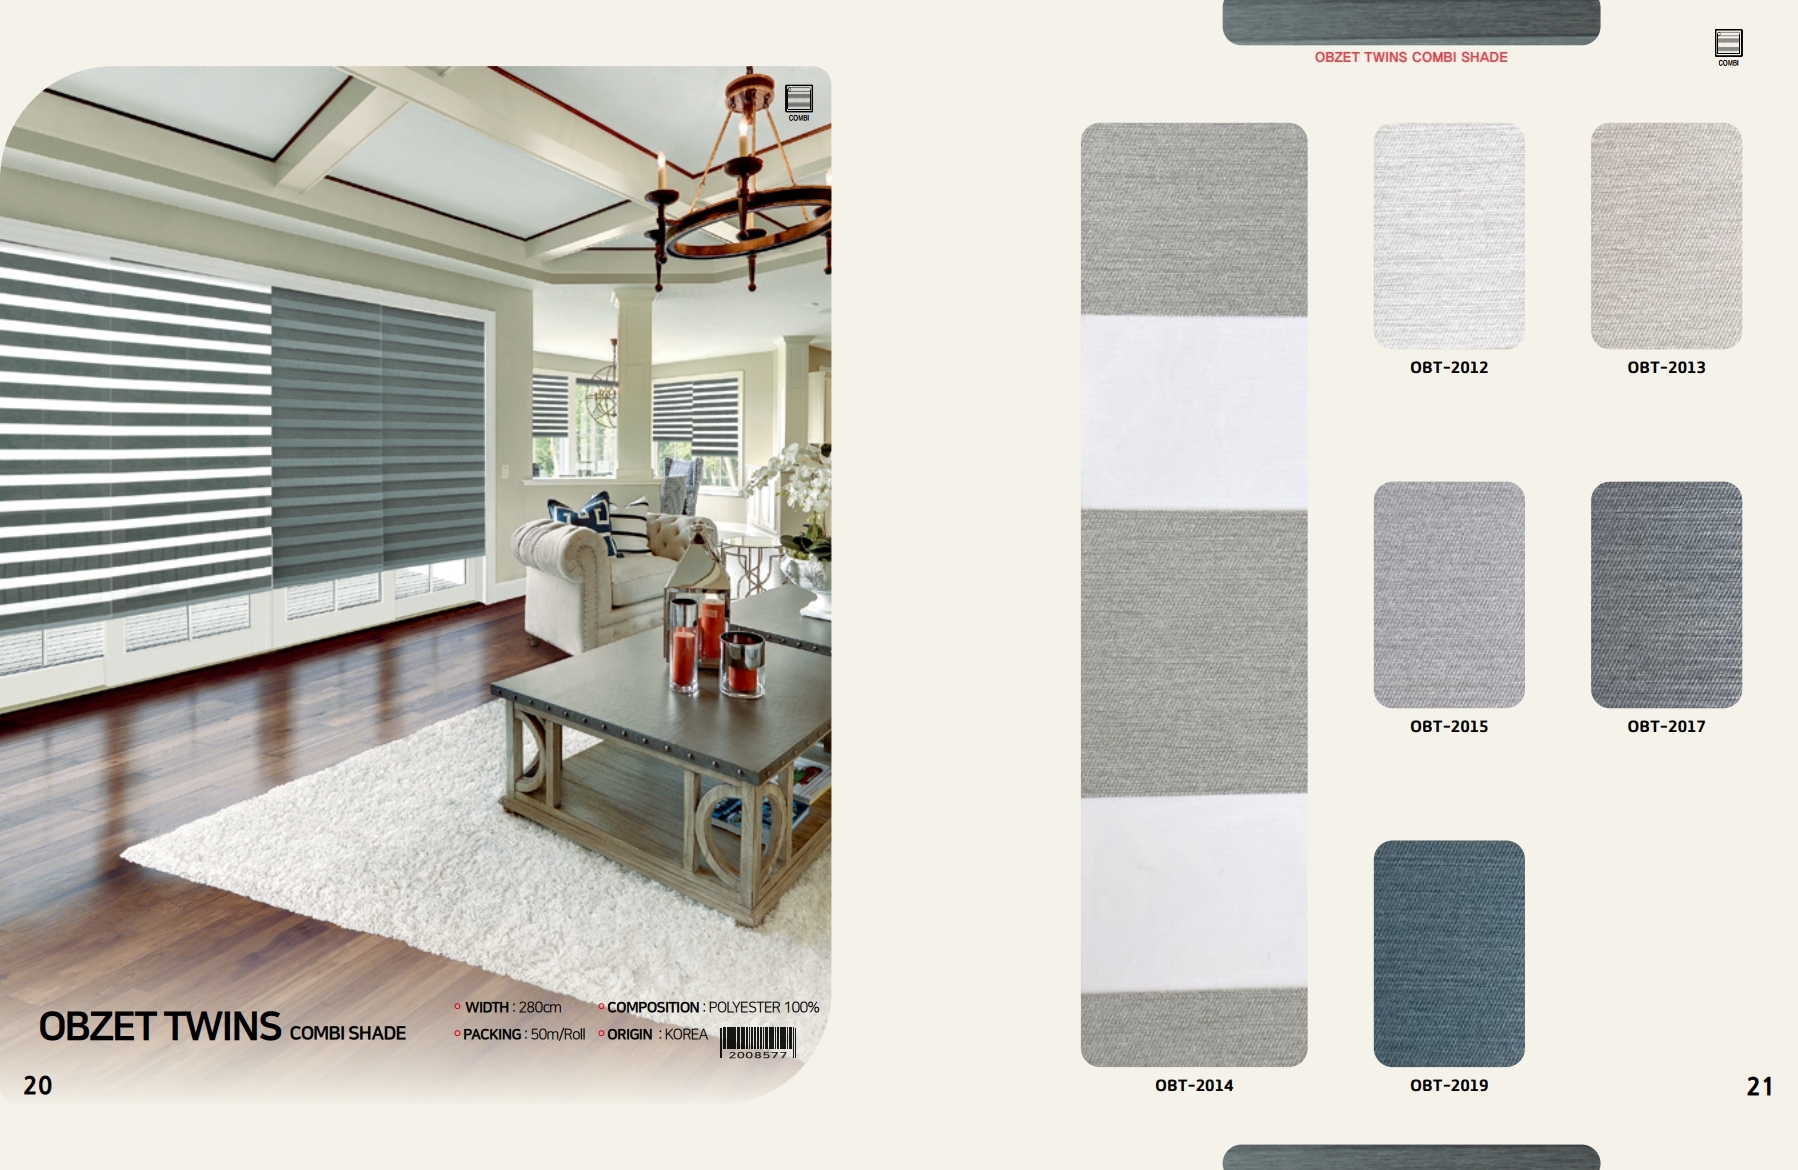 COMBI
OBZET TWINS COMBI SHADE
WIDTH : 280cm
COMPOSITION : POLYESTER 100%
PACKING : 50m/Roll
ORIGIN : KOREA
2008577
20
OBZET TWINS COMBI SHADE
COMBI
OBT-2012
OBT-2013
OBT-2015
OBT-2017
OBT-2014
OBT-2019
21